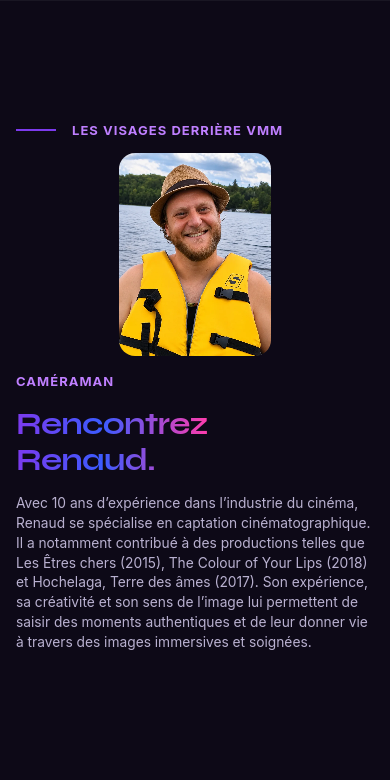 LES VISAGES DERRIÈRE VMM
CAMÉRAMAN
Rencontrez
Renaud.
Avec 10 ans d’expérience dans l’industrie du cinéma,
Renaud se spécialise en captation cinématographique.
Il a notamment contribué à des productions telles que
Les Êtres chers (2015), The Colour of Your Lips (2018)
et Hochelaga, Terre des âmes (2017). Son expérience,
sa créativité et son sens de l’image lui permettent de
saisir des moments authentiques et de leur donner vie
à travers des images immersives et soignées.